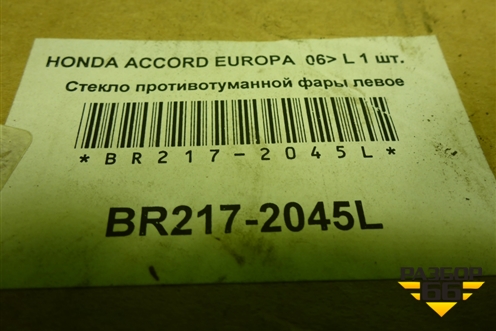 HONDA ACCORD EUROPA 06> L 1 шт.
Стекло противотуманной фары левое
*BR217-2045L*
BR217-2045L
РАЗБОР
66